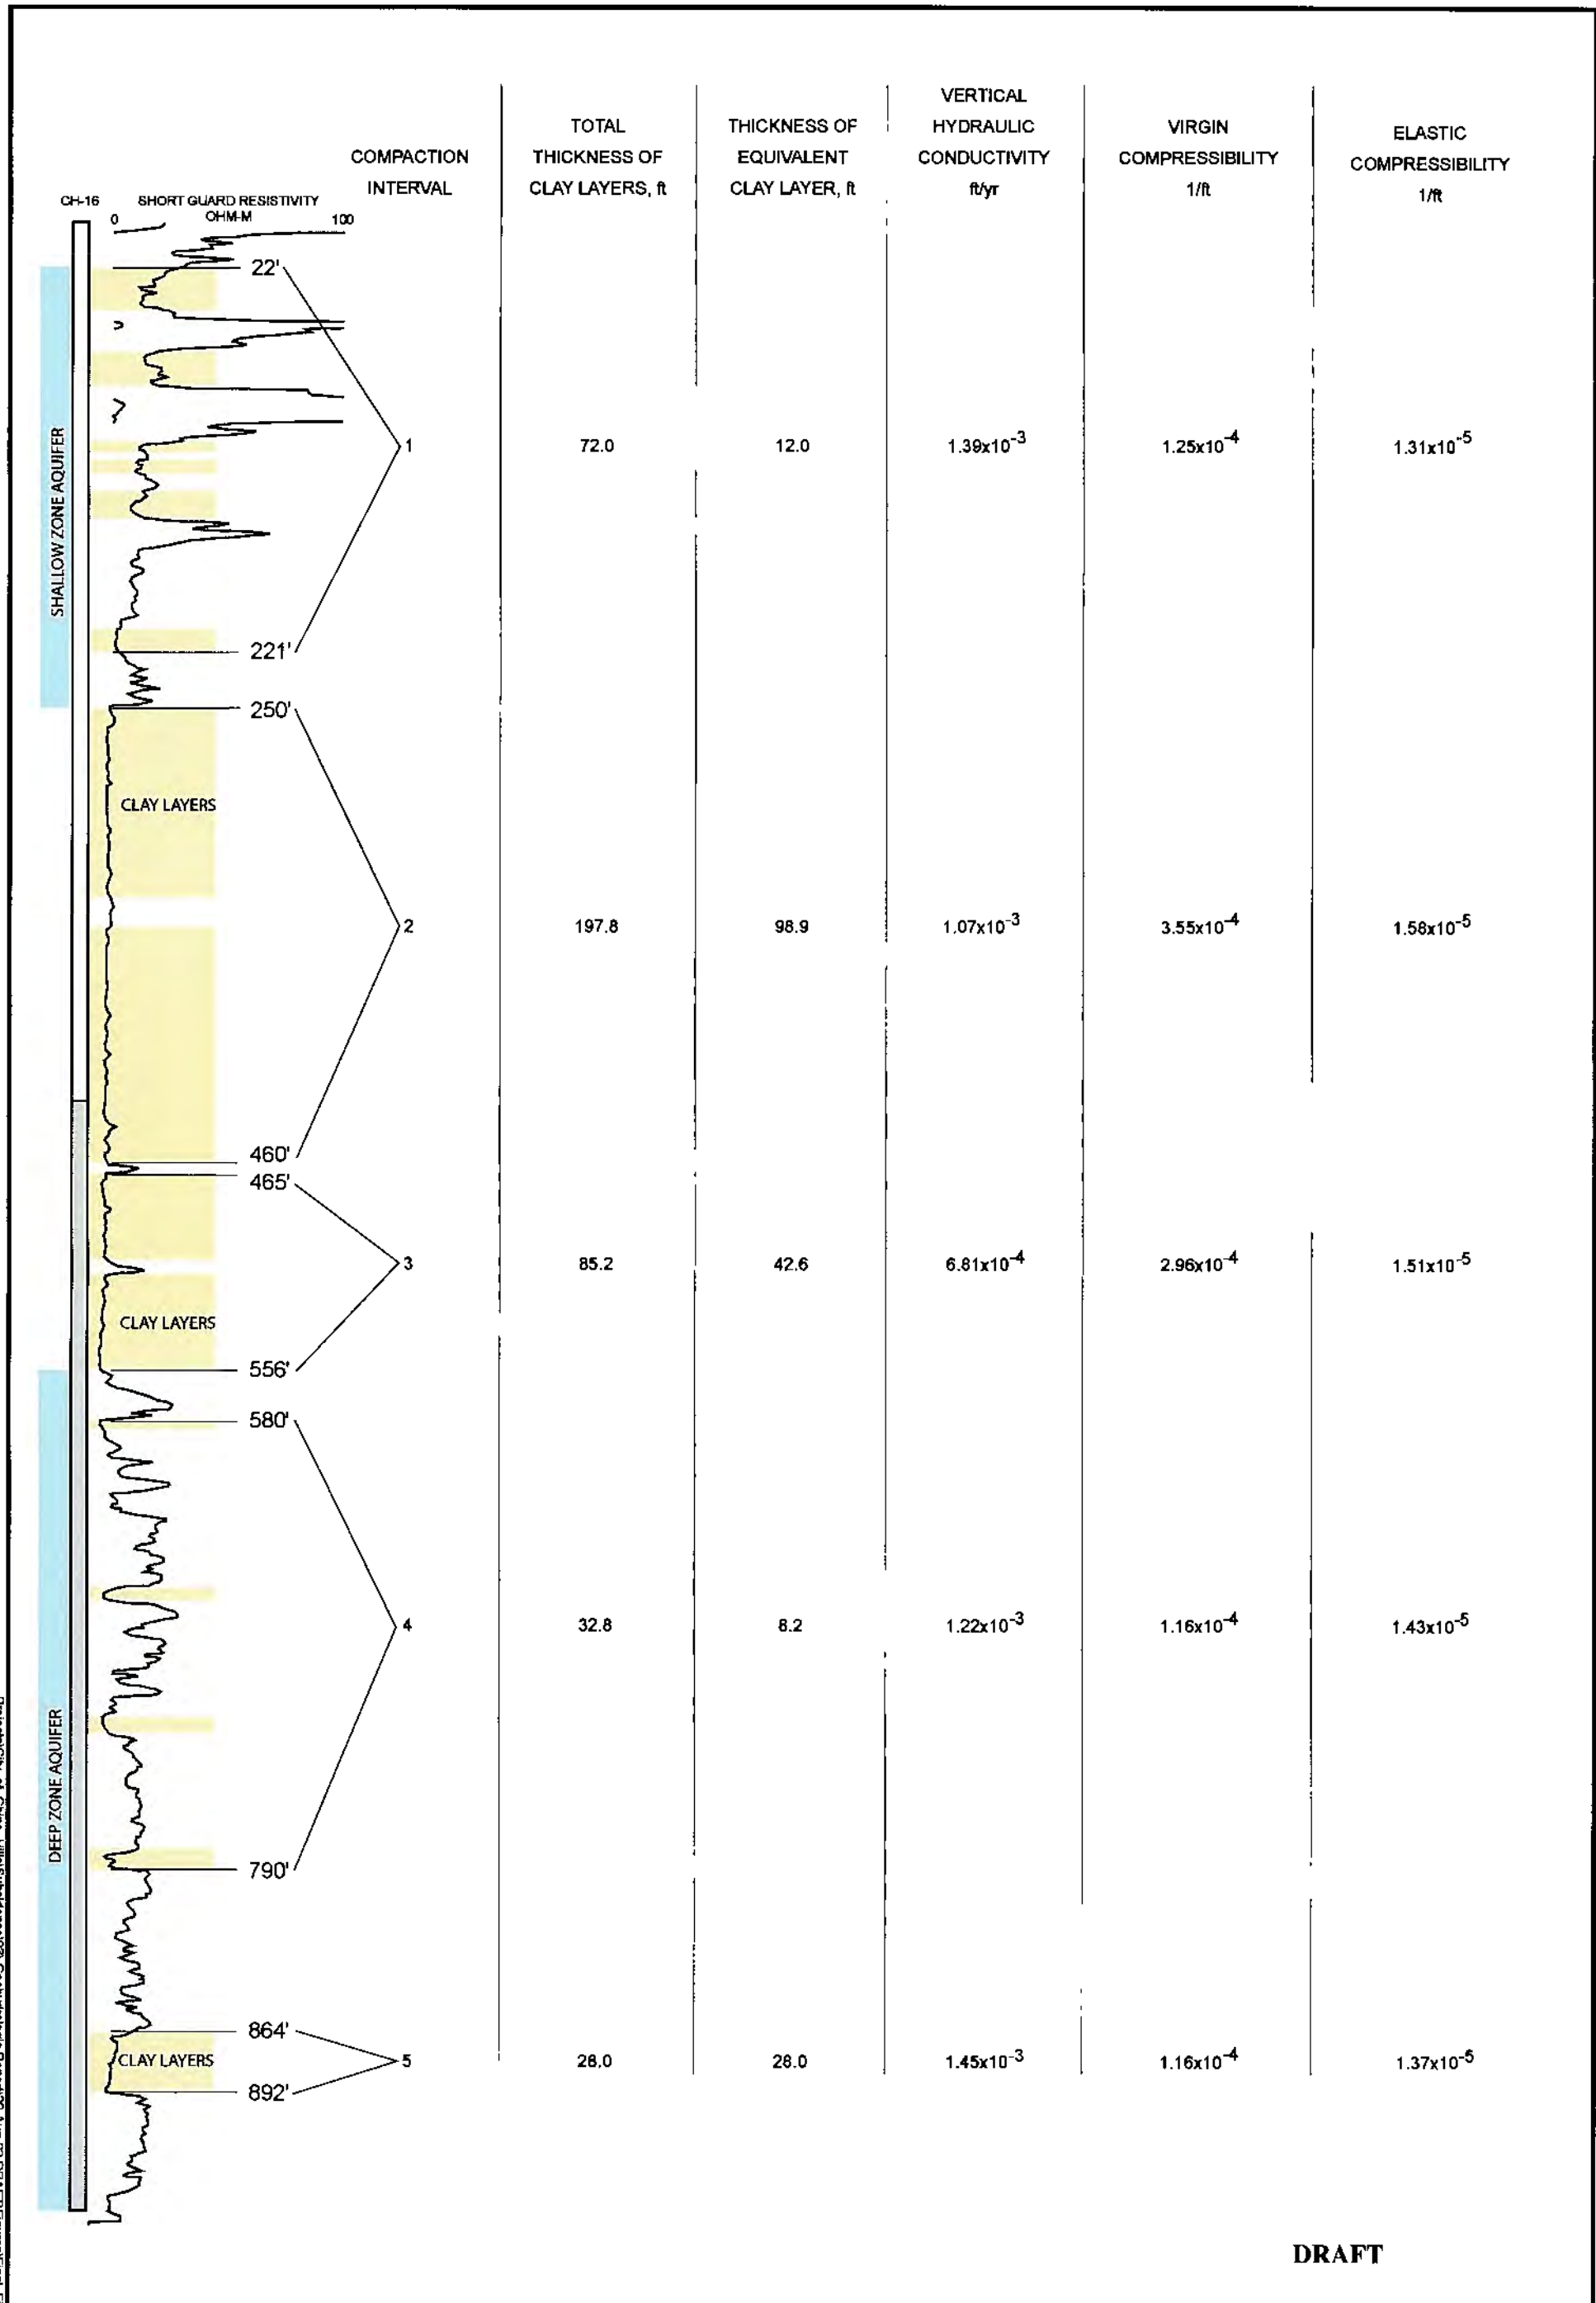 COMPACTION
INTERVAL
TOTAL
THICKNESS OF
CLAY LAYERS, ft
THICKNESS OF
EQUIVALENT
CLAY LAYER, ft
VERTICAL
HYDRAULIC
CONDUCTIVITY
ft/yr
VIRGIN
COMPRESSIBILITY
1/ft
ELASTIC
COMPRESSIBILITY
1/ft
CH-16
SHORT GUARD RESISTIVITY
OHM-M
0 100
SHALLOW ZONE AQUIFER
22'
1 72.0 12.0 1.39x10⁻³ 1.25x10⁻⁴ 1.31x10⁻⁵
221'
250'
CLAY LAYERS
2 197.8 98.9 1.07x10⁻³ 3.55x10⁻⁴ 1.58x10⁻⁵
460'
465'
3 85.2 42.6 6.81x10⁻⁴ 2.96x10⁻⁴ 1.51x10⁻⁵
CLAY LAYERS
556'
DEEP ZONE AQUIFER
580'
4 32.8 8.2 1.22x10⁻³ 1.16x10⁻⁴ 1.43x10⁻⁵
790'
864'
CLAY LAYERS
5 28.0 28.0 1.45x10⁻³ 1.16x10⁻⁴ 1.37x10⁻⁵
892'
DRAFT